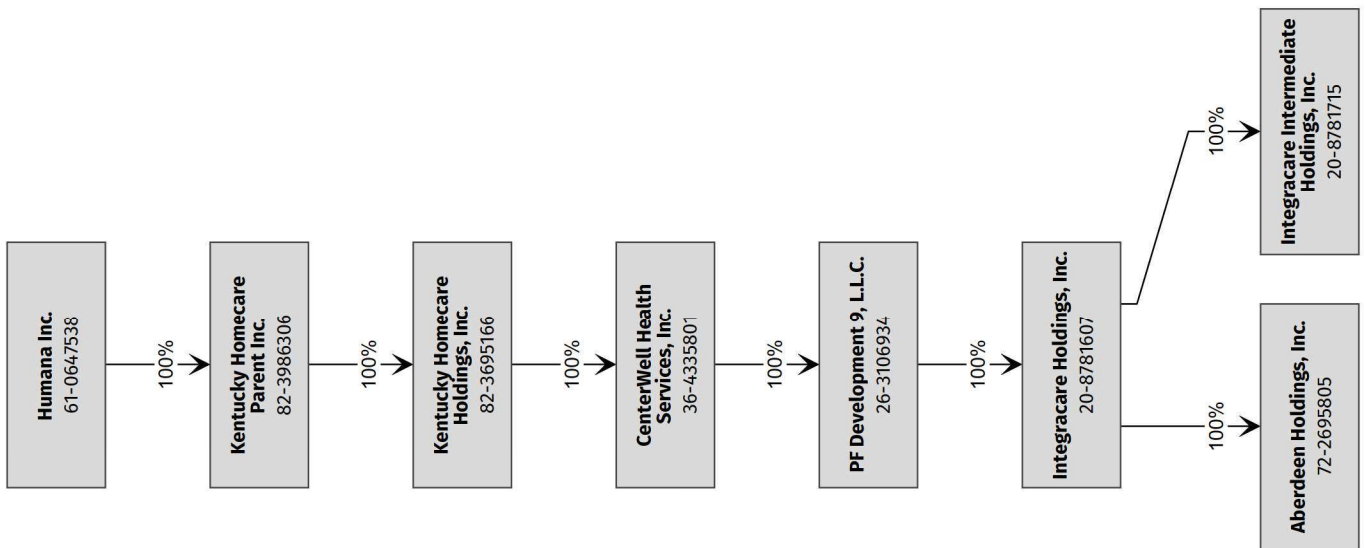 Humana Inc.
61-0647538
100%
Kentucky Homecare
Parent Inc.
82-3986306
100%
Kentucky Homecare
Holdings, Inc.
82-3695166
100%
CenterWell Health
Services, Inc.
36-4335801
100%
PF Development 9, L.L.C.
26-3106934
100%
Integracare Holdings, Inc.
20-8781607
100%
Aberdeen Holdings, Inc.
72-2695805
100%
Integracare Intermediate
Holdings, Inc.
20-8781715